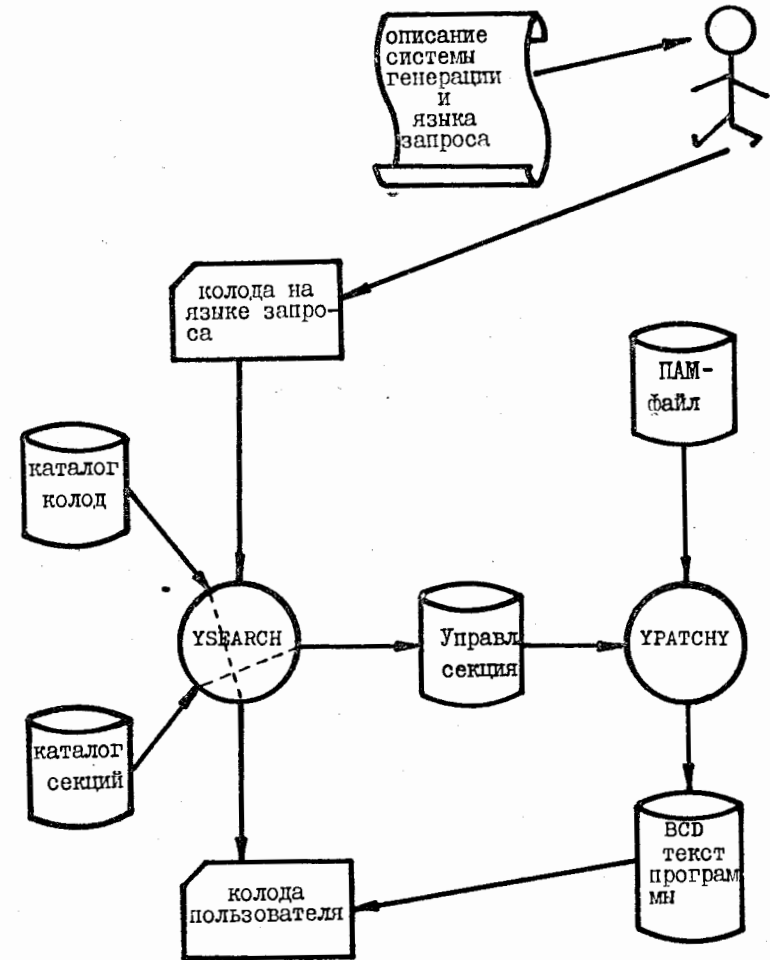 описание
системы
генерации
и
языка
запроса
колода на
языке запро-
са
ПАМ-
файл
каталог
колод
YSEARCH
Управл
секция
YPATCHY
каталог
секций
BCD
текст
програм
мы
колода
пользователя